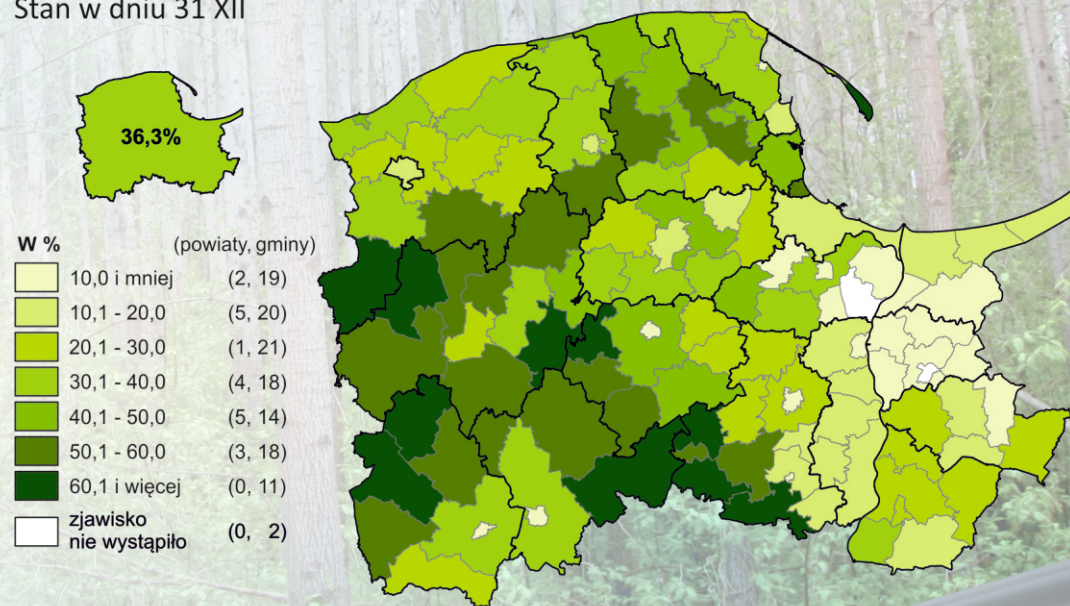 Stan w dniu 31 XII
36,3%
W % (powiaty, gminy)
10,0 i mniej (2, 19)
10,1 - 20,0 (5, 20)
20,1 - 30,0 (1, 21)
30,1 - 40,0 (4, 18)
40,1 - 50,0 (5, 14)
50,1 - 60,0 (3, 18)
60,1 i więcej (0, 11)
zjawisko
nie wystąpiło (0, 2)